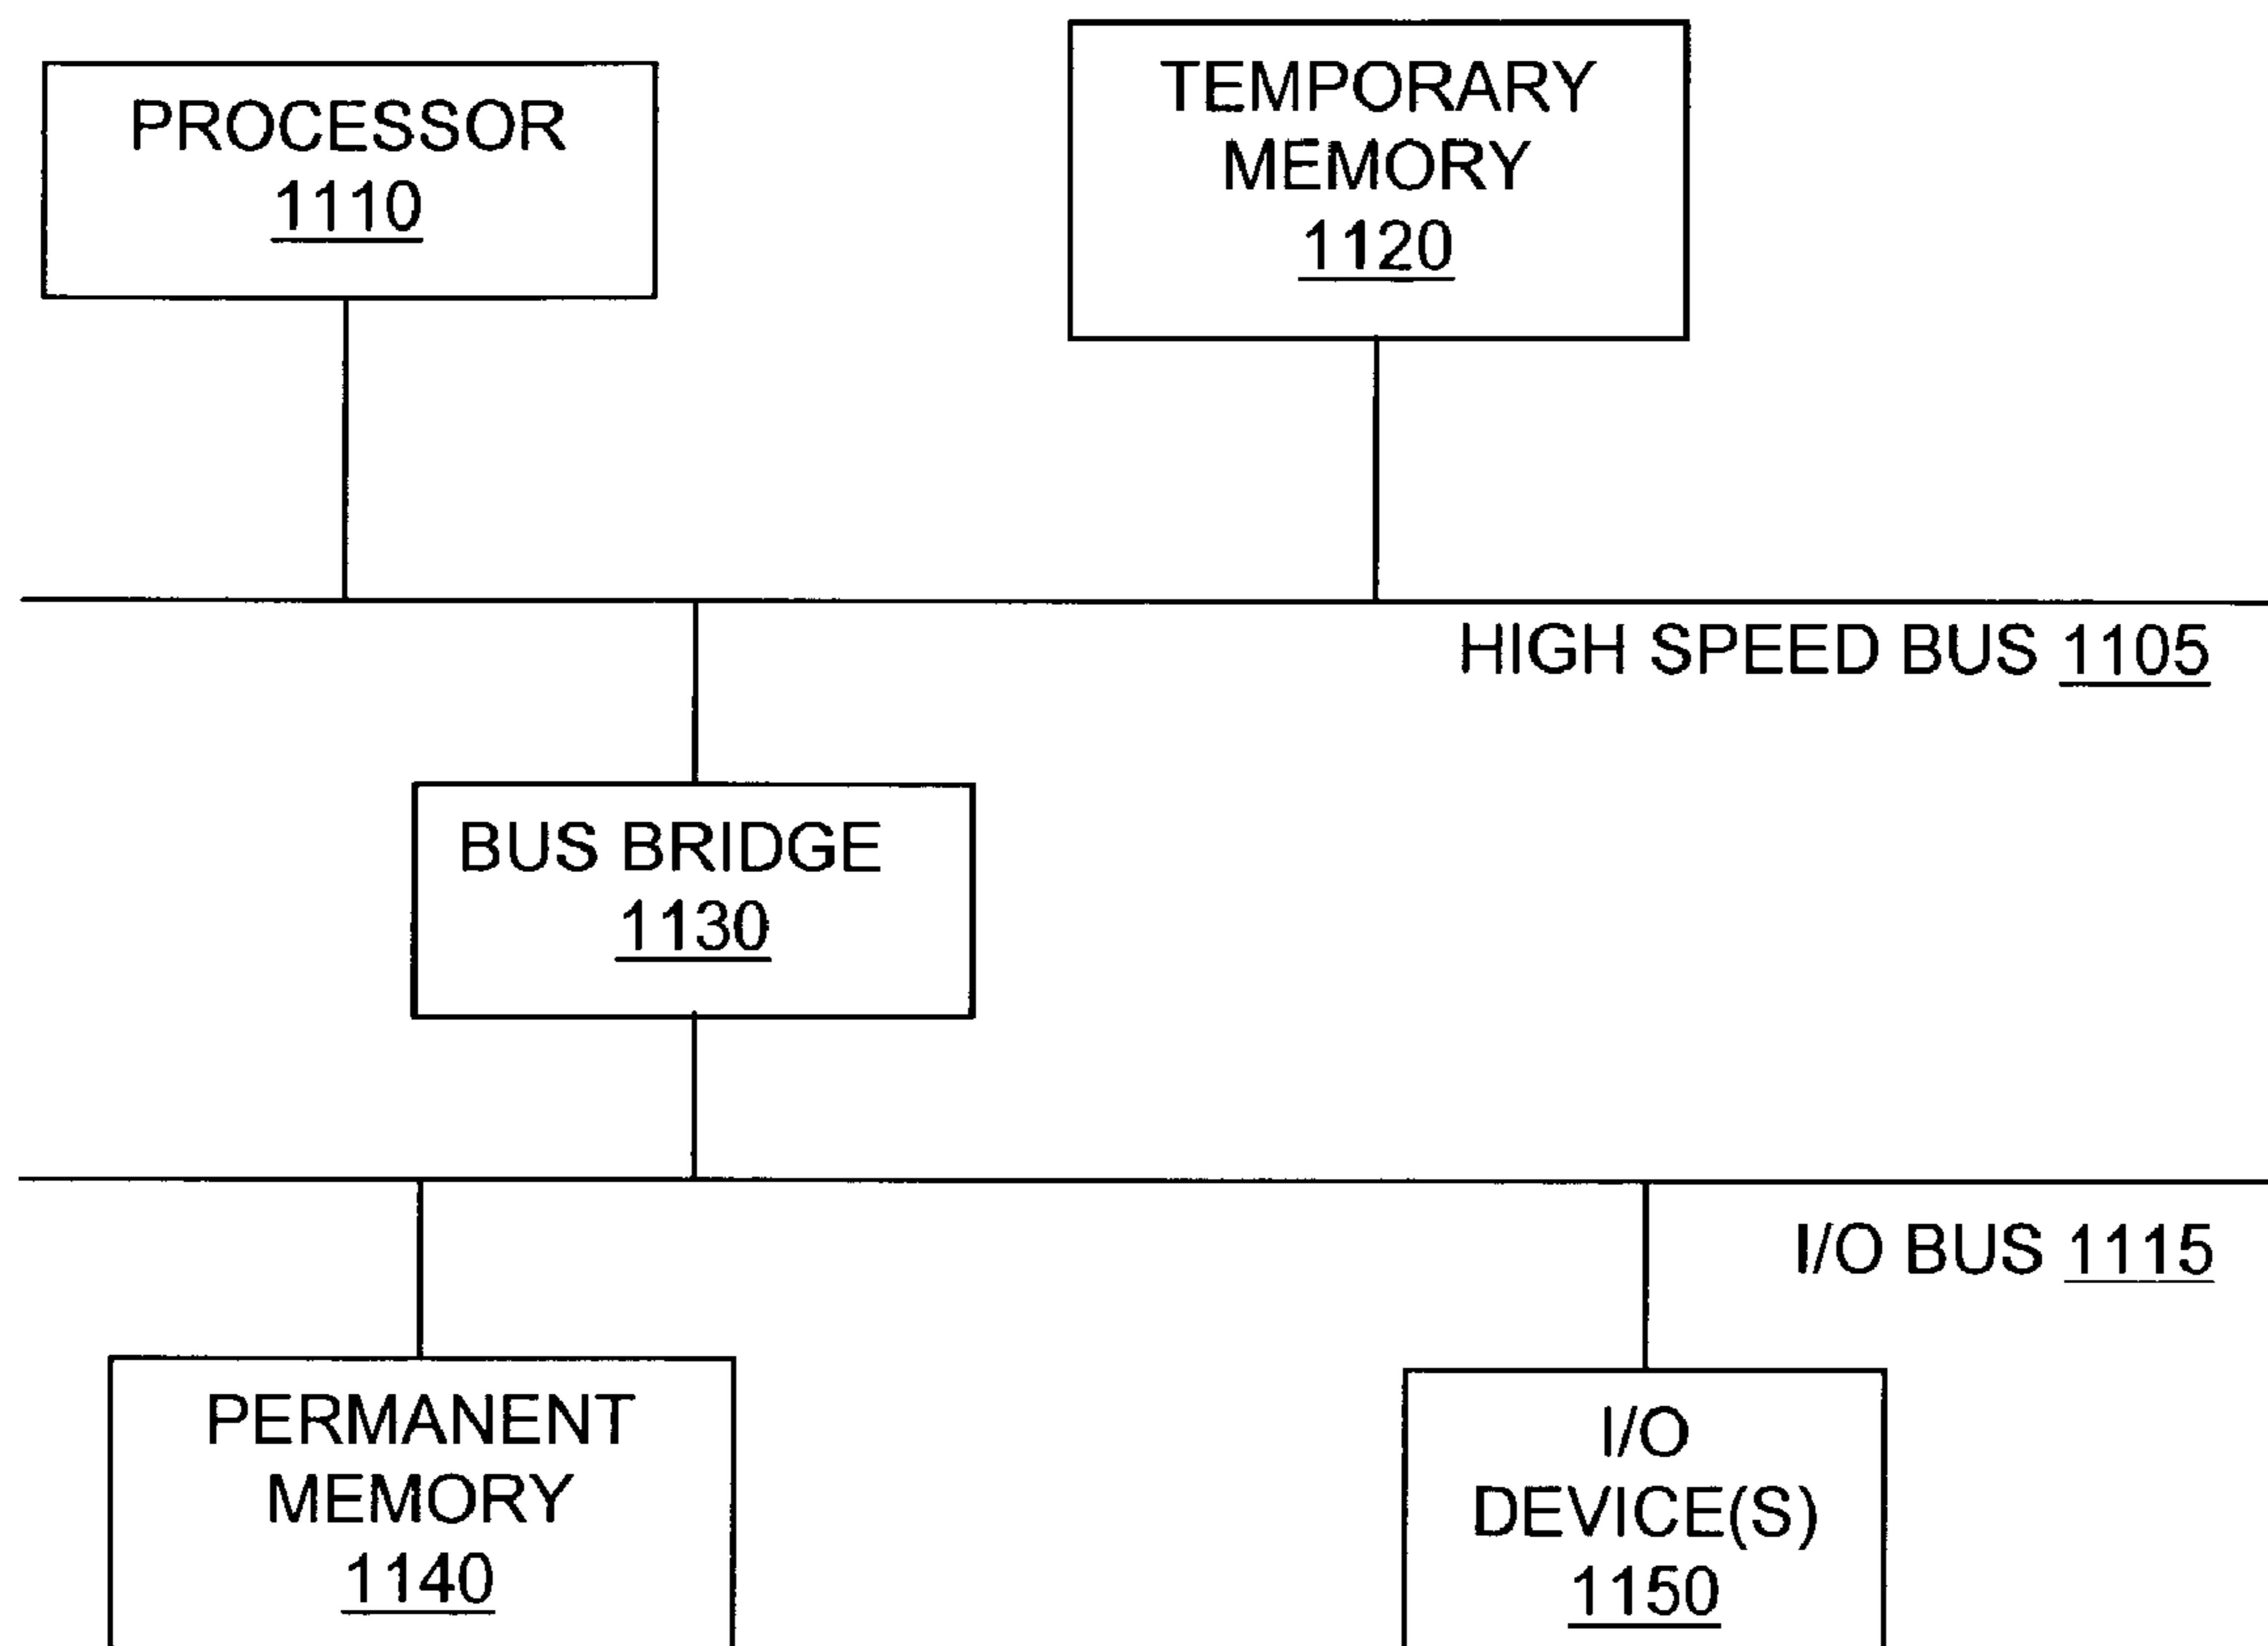 PROCESSOR
1110
TEMPORARY
MEMORY
1120
HIGH SPEED BUS 1105
BUS BRIDGE
1130
I/O BUS 1115
PERMANENT
MEMORY
1140
I/O
DEVICE(S)
1150